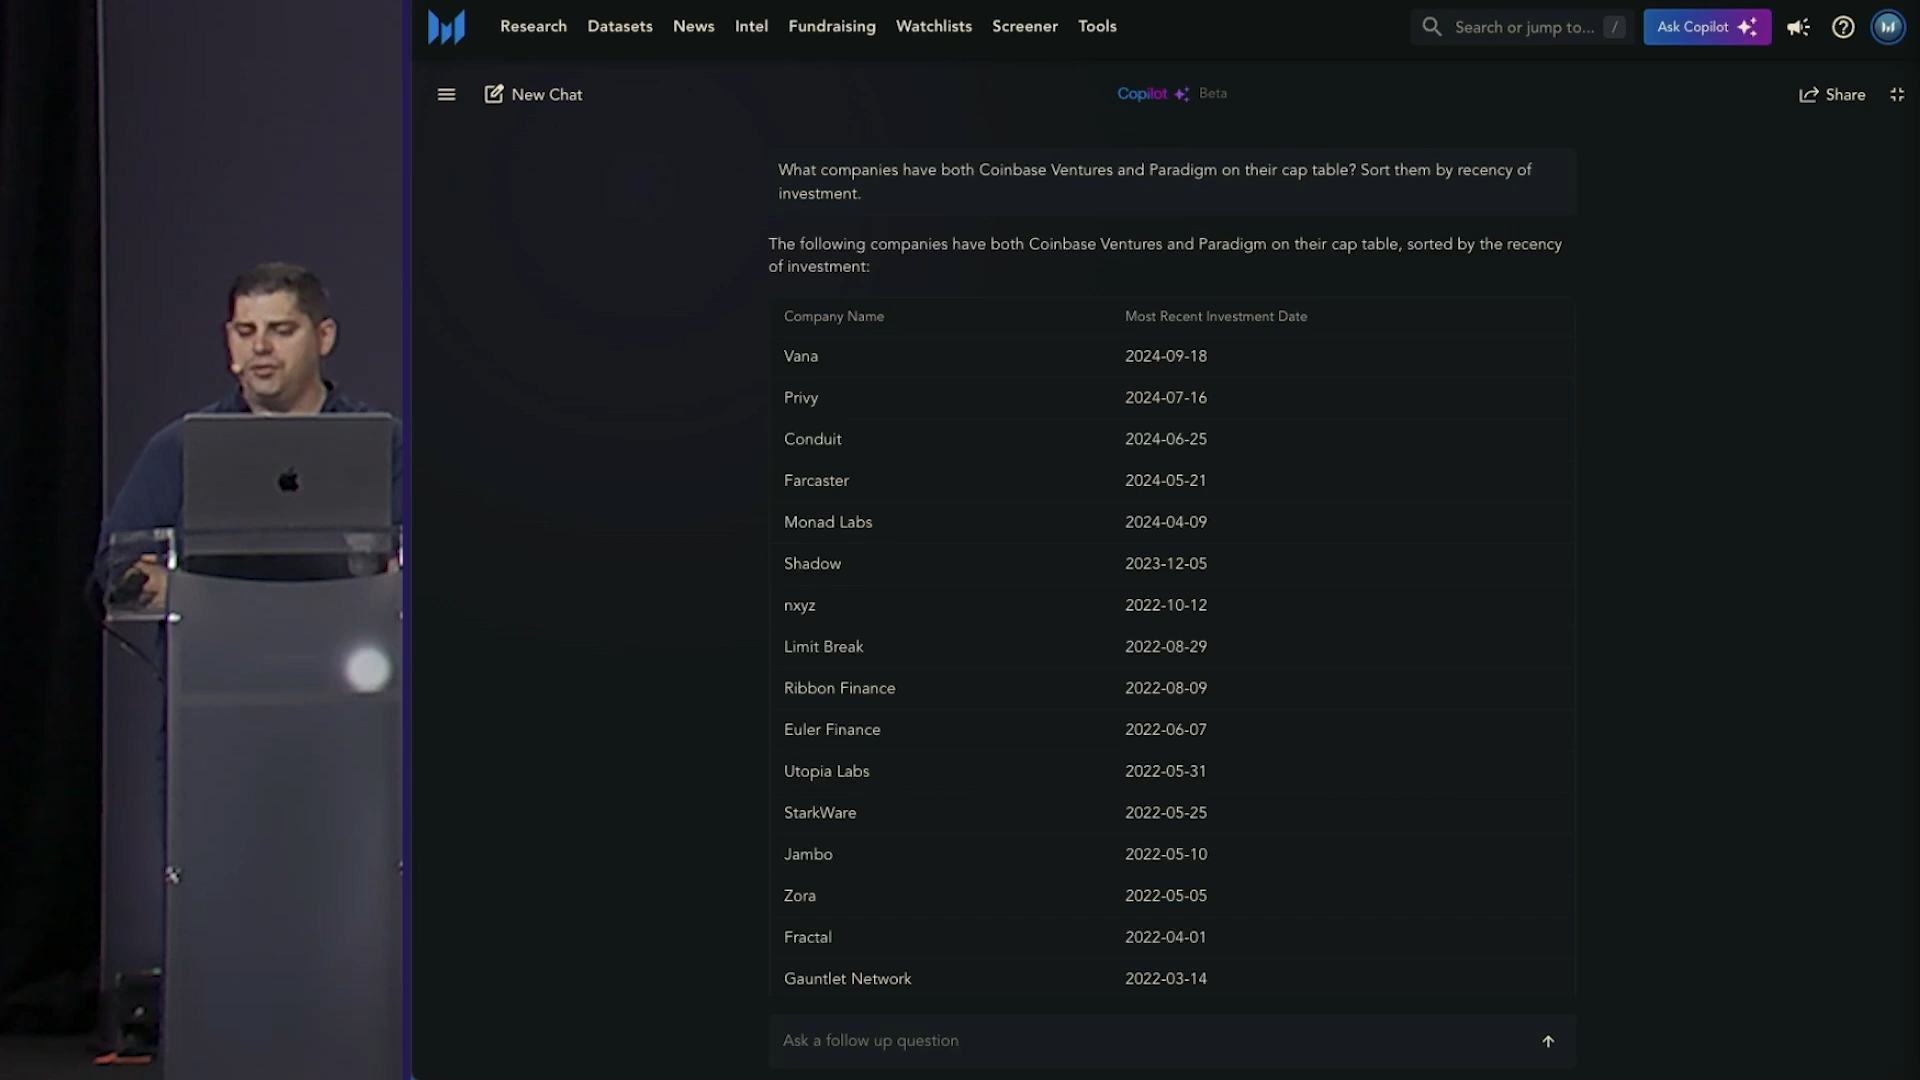 Research Datasets News Intel Fundraising Watchlists Screener Tools Search or jump to... / Ask Copilot
New Chat Copilot Beta Share
What companies have both Coinbase Ventures and Paradigm on their cap table? Sort them by recency of
investment.
The following companies have both Coinbase Ventures and Paradigm on their cap table, sorted by the recency
of investment:
Company Name Most Recent Investment Date
Vana 2024-09-18
Privy 2024-07-16
Conduit 2024-06-25
Farcaster 2024-05-21
Monad Labs 2024-04-09
Shadow 2023-12-05
nxyz 2022-10-12
Limit Break 2022-08-29
Ribbon Finance 2022-08-09
Euler Finance 2022-06-07
Utopia Labs 2022-05-31
StarkWare 2022-05-25
Jambo 2022-05-10
Zora 2022-05-05
Fractal 2022-04-01
Gauntlet Network 2022-03-14
Ask a follow up question